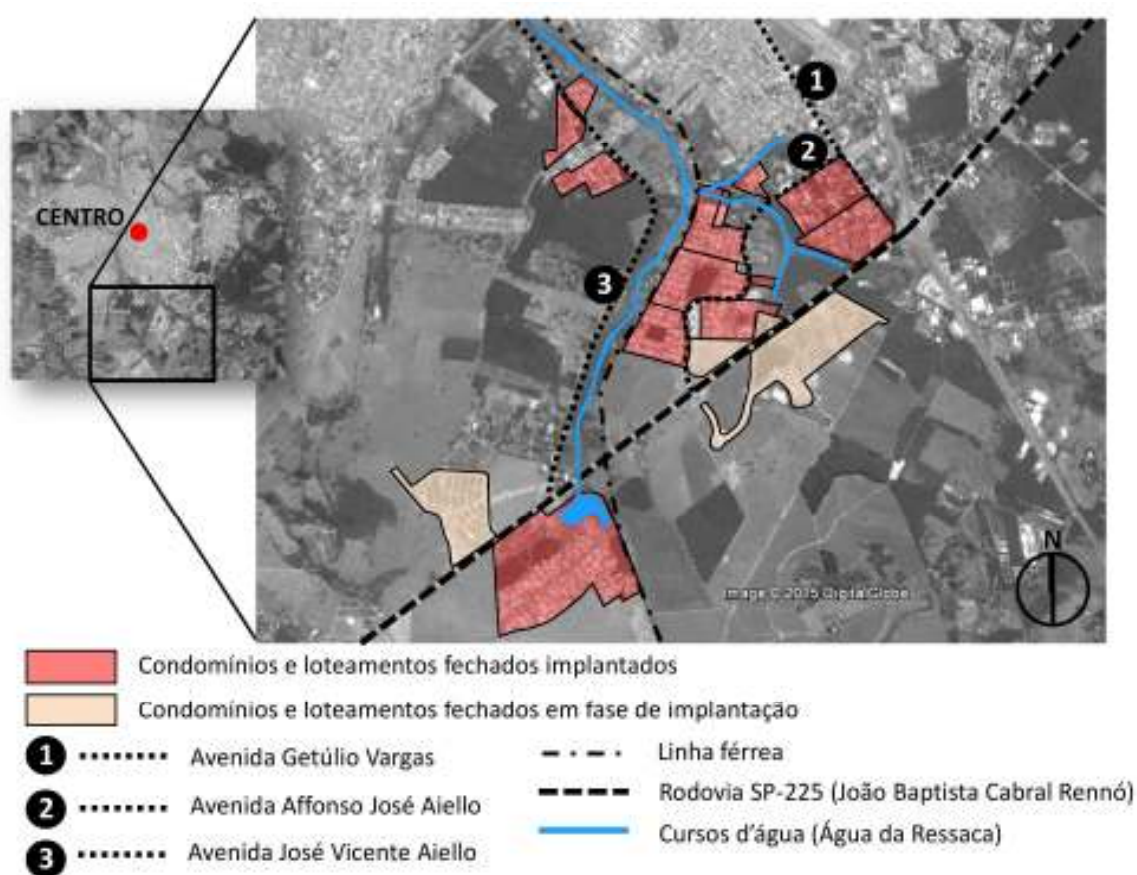 CENTRO
1
2
3
N
Image © 2015 DigitalGlobe
Condomínios e loteamentos fechados implantados
Condomínios e loteamentos fechados em fase de implantação
1 Avenida Getúlio Vargas
2 Avenida Affonso José Aiello
3 Avenida José Vicente Aiello
Linha férrea
Rodovia SP-225 (João Baptista Cabral Rennó)
Cursos d'água (Água da Ressaca)